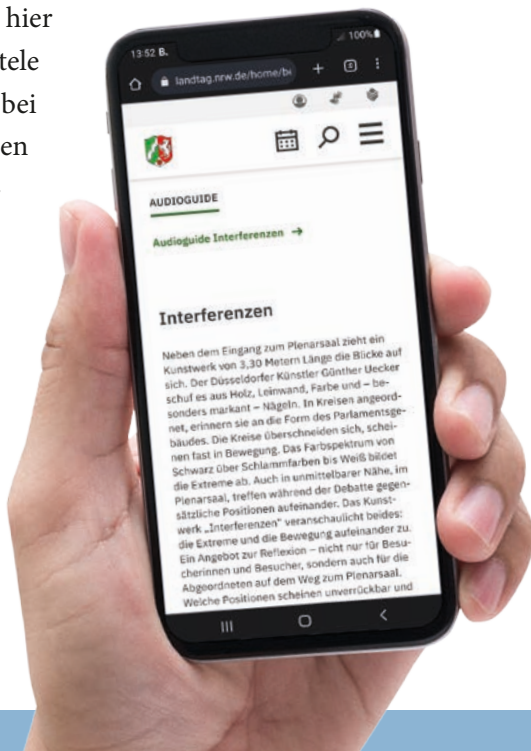 hier
tele
bei
en
13:52 B.
100%
landtag.nrw.de/home/be
AUDIOGUIDE
Audioguide Interferenzen →
Interferenzen
Neben dem Eingang zum Plenarsaal zieht ein
Kunstwerk von 3,30 Metern Länge die Blicke auf
sich. Der Düsseldorfer Künstler Günther Uecker
schuf es aus Holz, Leinwand, Farbe und – be-
sonders markant – Nägeln. In Kreisen angeord-
net, erinnern sie an die Form des Parlamentsge-
bäudes. Die Kreise überschneiden sich, schei-
nen fast in Bewegung. Das Farbspektrum von
Schwarz über Schlammfarben bis Weiß bildet
die Extreme ab. Auch in unmittelbarer Nähe, im
Plenarsaal, treffen während der Debatte gegen-
sätzliche Positionen aufeinander. Das Kunst-
werk „Interferenzen“ veranschaulicht beides:
die Extreme und die Bewegung aufeinander zu.
Ein Angebot zur Reflexion – nicht nur für Besu-
cherinnen und Besucher, sondern auch für die
Abgeordneten auf dem Weg zum Plenarsaal.
Welche Positionen scheinen unverrückbar und